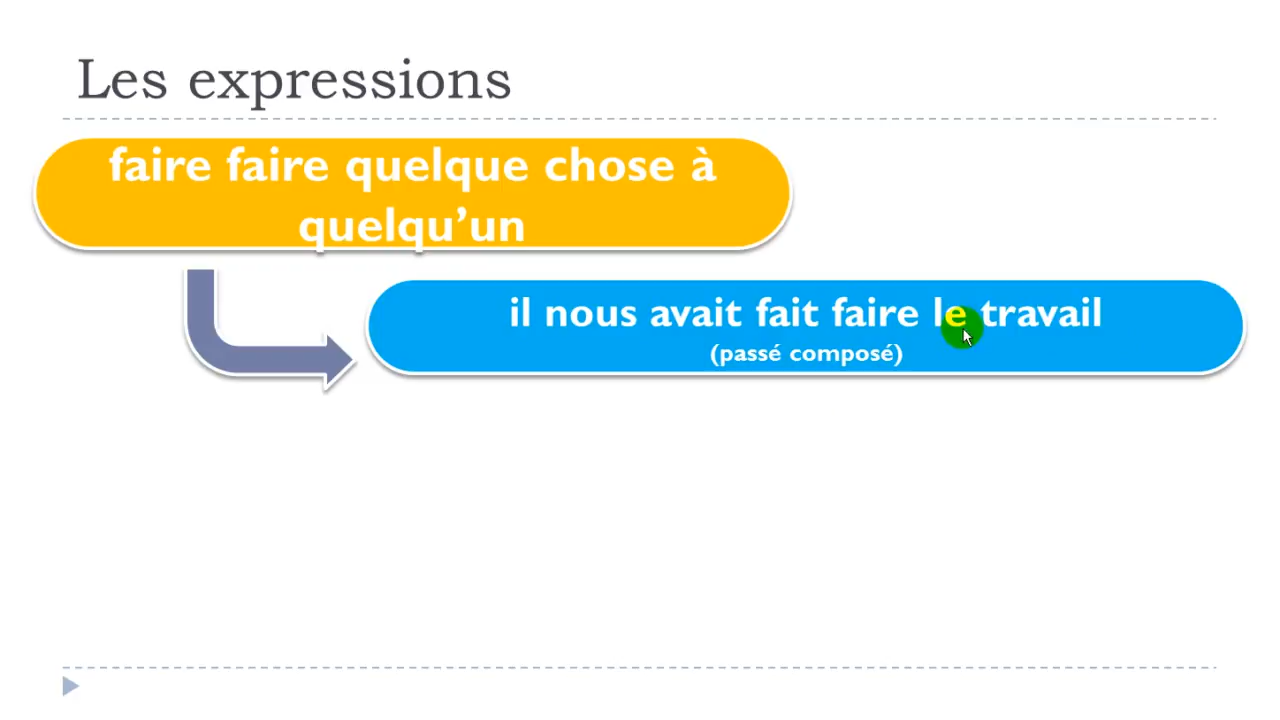 Les expressions
faire faire quelque chose à
quelqu’un
il nous avait fait faire le travail
(passé composé)